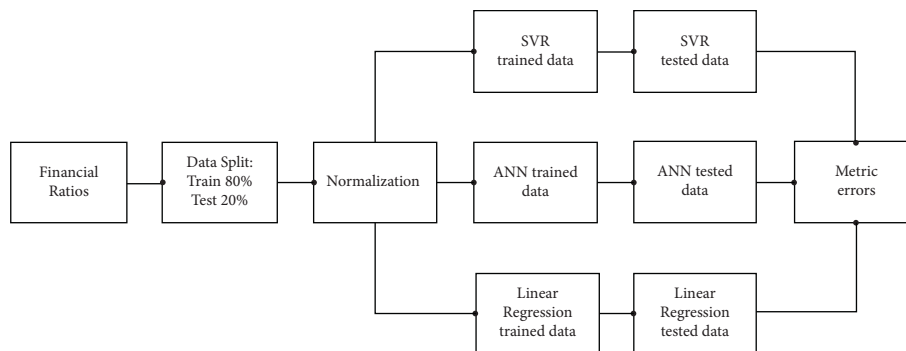 SVR
trained data
SVR
tested data
Financial
Ratios
Data Split:
Train 80%
Test 20%
Normalization
ANN trained
data
ANN tested
data
Metric
errors
Linear
Regression
trained data
Linear
Regression
tested data